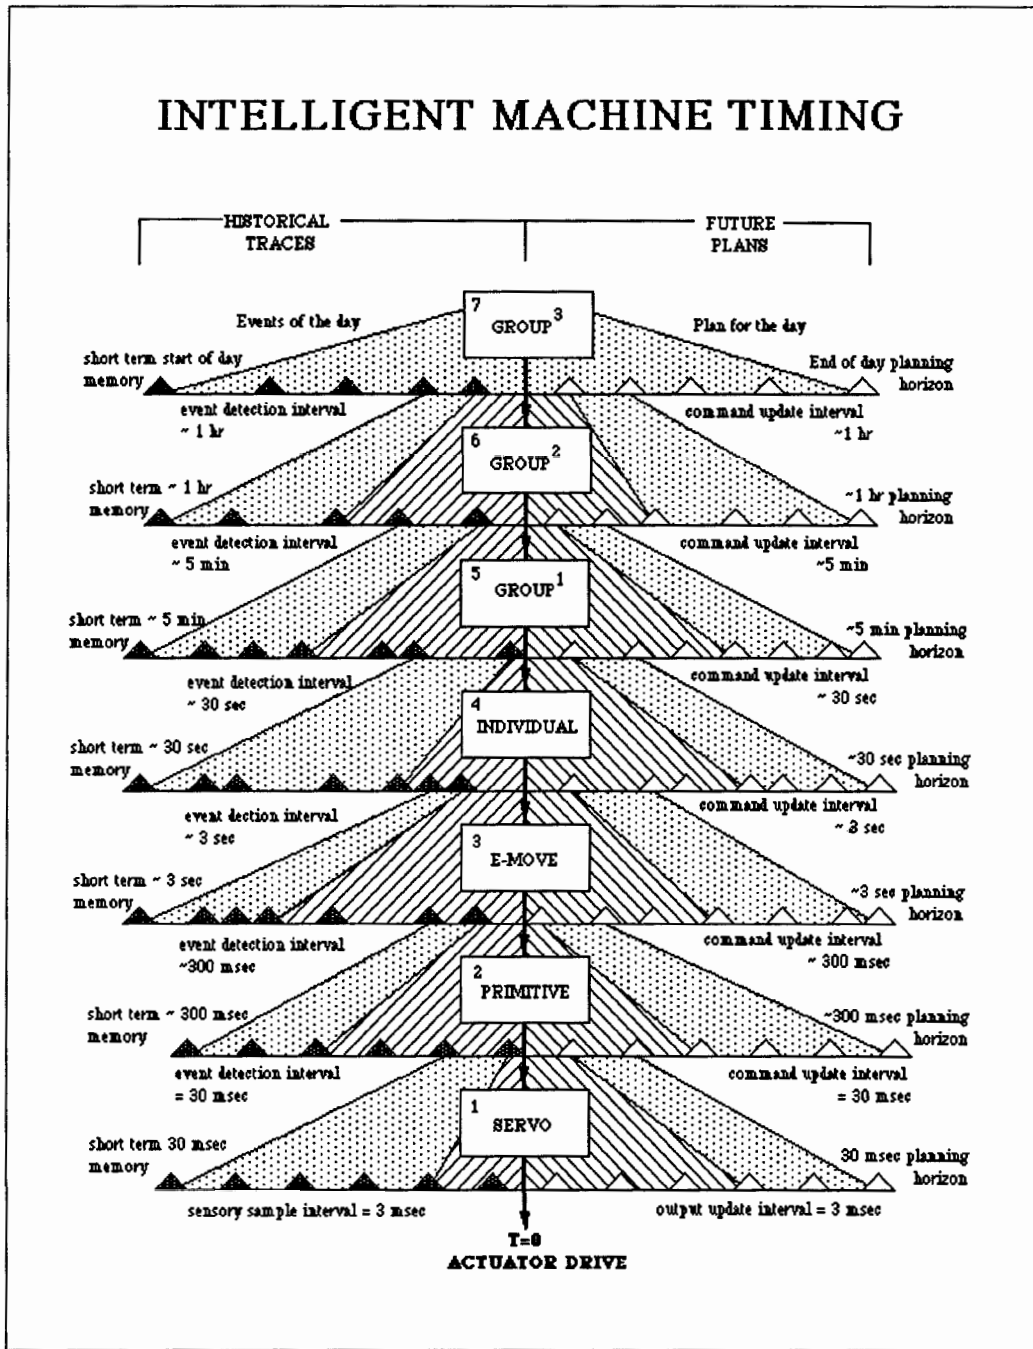 INTELLIGENT MACHINE TIMING
HISTORICAL
TRACES
FUTURE
PLANS
7
GROUP3
Events of the day
Plan for the day
short term start of day
memory
End of day planning
horizon
event detection interval
~ 1 hr
command update interval
~1 hr
6
GROUP2
short term ~ 1 hr
memory
~1 hr planning
horizon
event detection interval
~ 5 min
command update interval
~5 min
5
GROUP1
short term ~ 5 min
memory
~5 min planning
horizon
event detection interval
~ 30 sec
command update interval
~ 30 sec
4
INDIVIDUAL
short term ~ 30 sec
memory
~30 sec planning
horizon
event dection interval
~ 3 sec
command update interval
~ 3 sec
3
E-MOVE
short term ~ 3 sec
memory
~3 sec planning
horizon
event detection interval
~300 msec
command update interval
~ 300 msec
2
PRIMITIVE
short term ~ 300 msec
memory
~300 msec planning
horizon
event detection interval
= 30 msec
command update interval
= 30 msec
1
SERVO
short term 30 msec
memory
30 msec planning
horizon
sensory sample interval = 3 msec
output update interval = 3 msec
T=0
ACTUATOR DRIVE